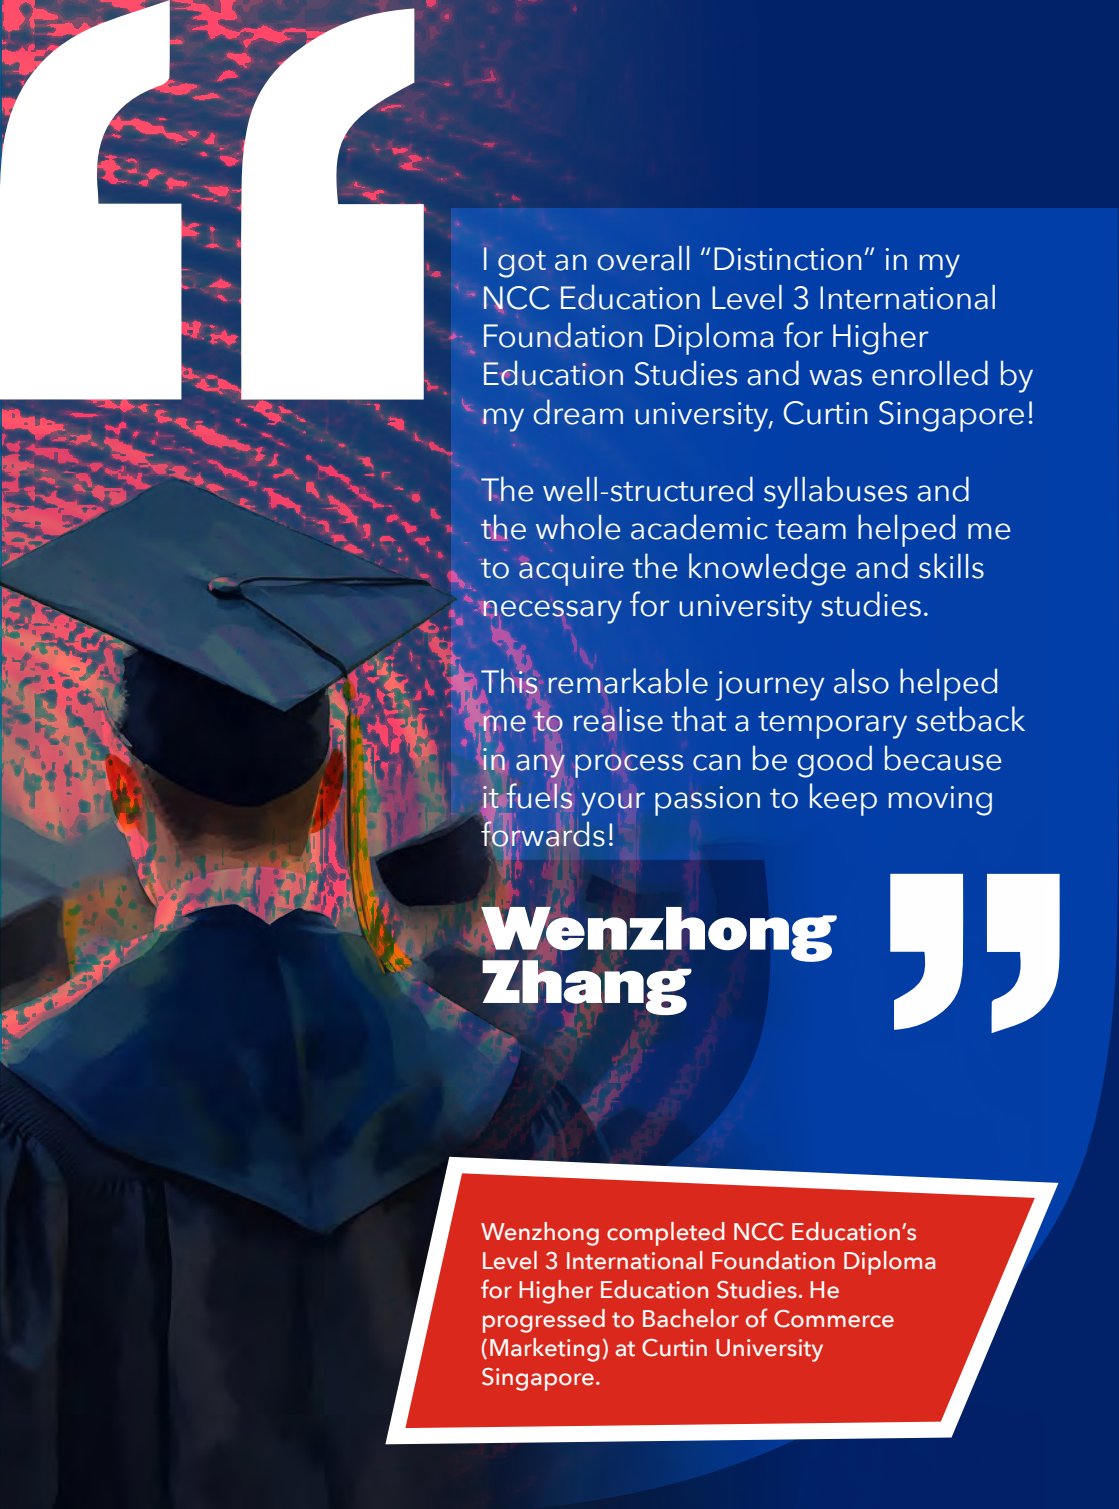 “
I got an overall “Distinction” in my
NCC Education Level 3 International
Foundation Diploma for Higher
Education Studies and was enrolled by
my dream university, Curtin Singapore!
The well-structured syllabuses and
the whole academic team helped me
to acquire the knowledge and skills
necessary for university studies.
This remarkable journey also helped
me to realise that a temporary setback
in any process can be good because
it fuels your passion to keep moving
forwards!
Wenzhong
Zhang
”
Wenzhong completed NCC Education’s
Level 3 International Foundation Diploma
for Higher Education Studies. He
progressed to Bachelor of Commerce
(Marketing) at Curtin University
Singapore.